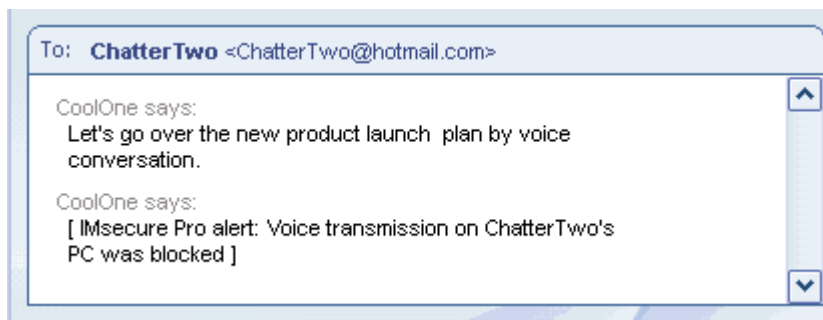 To: ChatterTwo <ChatterTwo@hotmail.com>
CoolOne says:
Let's go over the new product launch plan by voice
conversation.
CoolOne says:
[ IMsecure Pro alert: Voice transmission on ChatterTwo's
PC was blocked ]